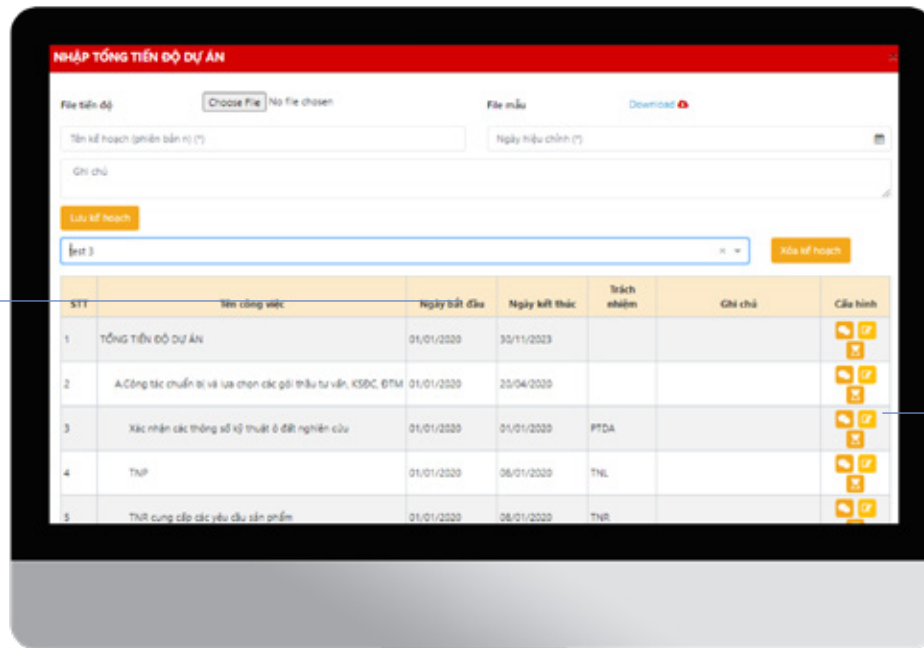 NHẬP TỔNG TIẾN ĐỘ DỰ ÁN
File tiến độ Choose File No file chosen File mẫu Download
Tên kế hoạch (phiên bản n) (*) Ngày hiệu chỉnh (*)
Ghi chú
Lưu kế hoạch
Test 3 Xóa kế hoạch
STT Tên công việc Ngày bắt đầu Ngày kết thúc Trách nhiệm Ghi chú Cấu hình
1 TỔNG TIẾN ĐỘ DỰ ÁN 01/01/2020 30/11/2023
2 A.Công tác chuẩn bị và lựa chọn các gói thầu tư vấn, KSĐC, ĐTM 01/01/2020 20/04/2020
3 Xác nhận các thông số kỹ thuật ô đất nghiên cứu 01/01/2020 01/01/2020 PTDA
4 TNP 01/01/2020 08/01/2020 TNL
5 TNR cung cấp các yêu cầu sản phẩm 01/01/2020 08/01/2020 TNR